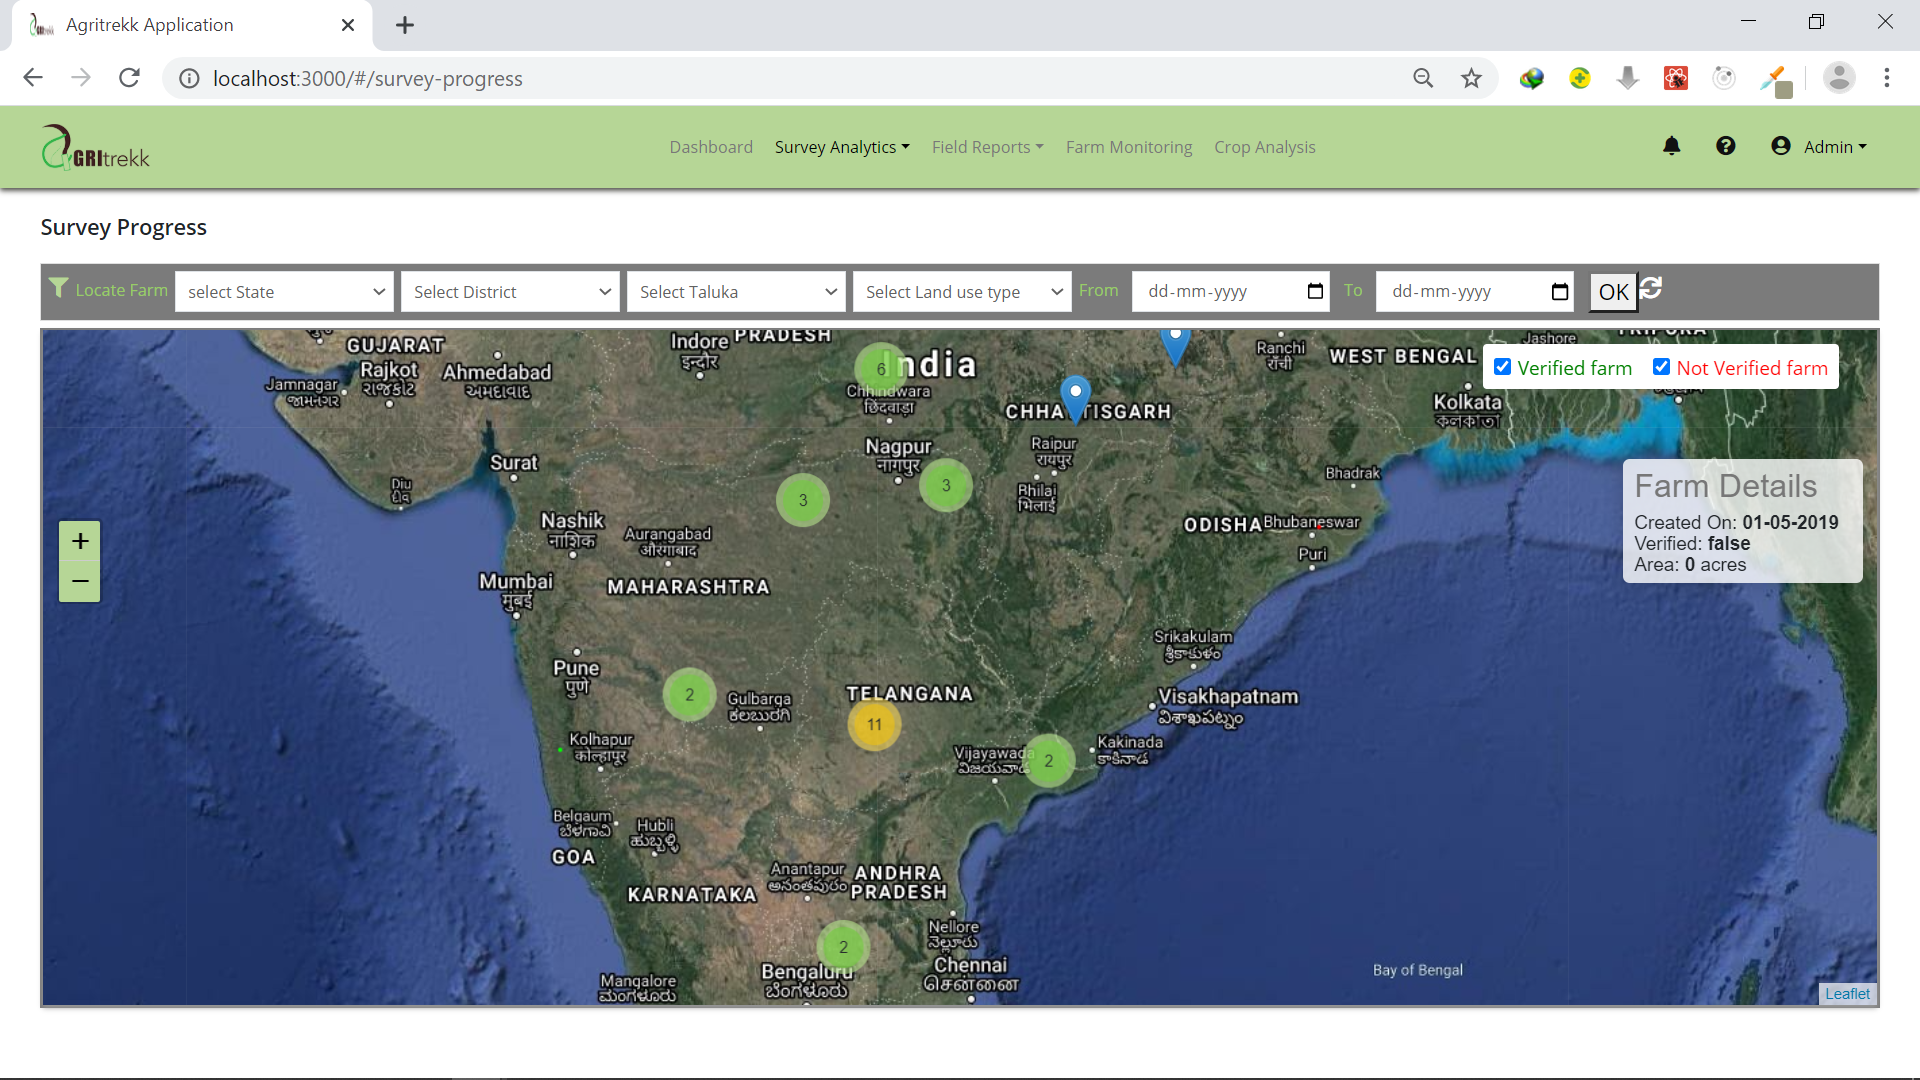 Agritrekk Application
localhost:3000/#/survey-progress
GRItrekk
Dashboard
Survey Analytics
Field Reports
Farm Monitoring
Crop Analysis
Admin
Survey Progress
Locate Farm
select State
Select District
Select Taluka
Select Land use type
From
dd-mm-yyyy
To
dd-mm-yyyy
OK
Verified farm
Not Verified farm
Farm Details
Created On: 01-05-2019
Verified: false
Area: 0 acres
+
−
India
GUJARAT
Rajkot
રાજકોટ
Ahmedabad
અમદાવાદ
Jamnagar
જામનગર
Indore
इन्दौर
PRADESH
6
Chhindwara
छिंदवाड़ा
Ranchi
राँची
WEST BENGAL
Jashore
TRIPURA
Kolkata
কলকাতা
Surat
Diu
દીવ
Nagpur
नागपुर
3
3
Raipur
रायपुर
Bhilai
भिलाई
Bhadrak
ODISHA
Bhubaneswar
Puri
Nashik
नाशिक
Aurangabad
औरंगाबाद
Mumbai
मुंबई
MAHARASHTRA
Srikakulam
శ్రీకాకుళం
Pune
पुणे
2
Gulbarga
ಕಲಬುರಗಿ
TELANGANA
11
Visakhapatnam
విశాఖపట్నం
Kolhapur
कोल्हापूर
Vijayawada
విజయవాడ
2
Kakinada
కాకినాడ
Belgaum
ಬೆಳಗಾವಿ
Hubli
ಹುಬ್ಬಳ್ಳಿ
GOA
KARNATAKA
Anantapur
అనంతపురం
ANDHRA
PRADESH
Nellore
నెల్లూరు
2
Bengaluru
ಬೆಂಗಳೂರು
Chennai
சென்னை
Mangalore
ಮಂಗಳೂರು
Bay of Bengal
Leaflet